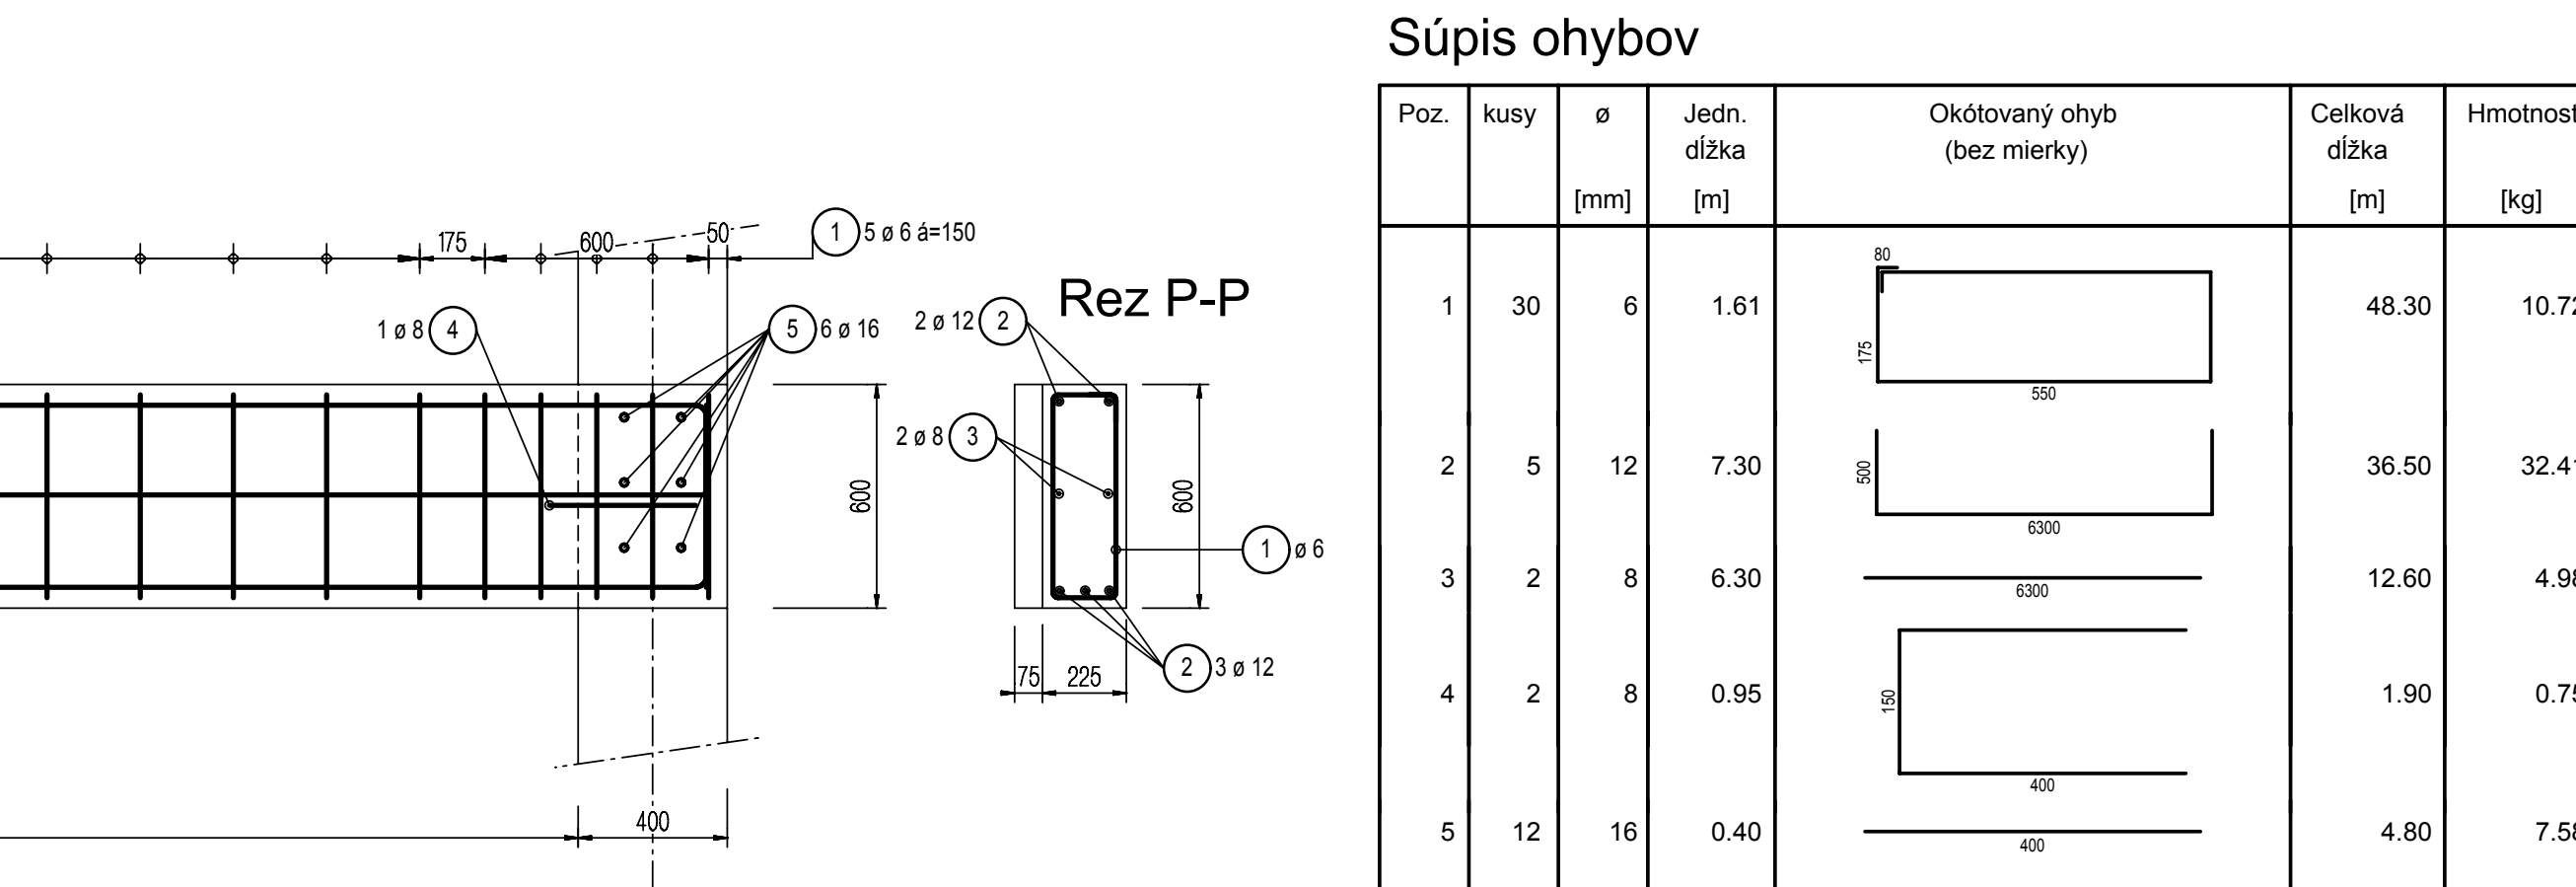 Súpis ohybov
175
600
50
1
5 ø 6 á=150
1 ø 8
4
5
6 ø 16
600
400
Rez P-P
2 ø 12
2
2 ø 8
3
600
1
ø 6
2
3 ø 12
75
225
Poz. kusy ø Jedn. Okótovaný ohyb Celková Hmotnosť
dĺžka (bez mierky) dĺžka
[mm] [m] [m] [kg]
80
1 30 6 1.61 48.30 10.72
175
550
2 5 12 7.30 36.50 32.41
500
6300
3 2 8 6.30 12.60 4.98
6300
4 2 8 0.95 1.90 0.75
150
400
5 12 16 0.40 4.80 7.58
400